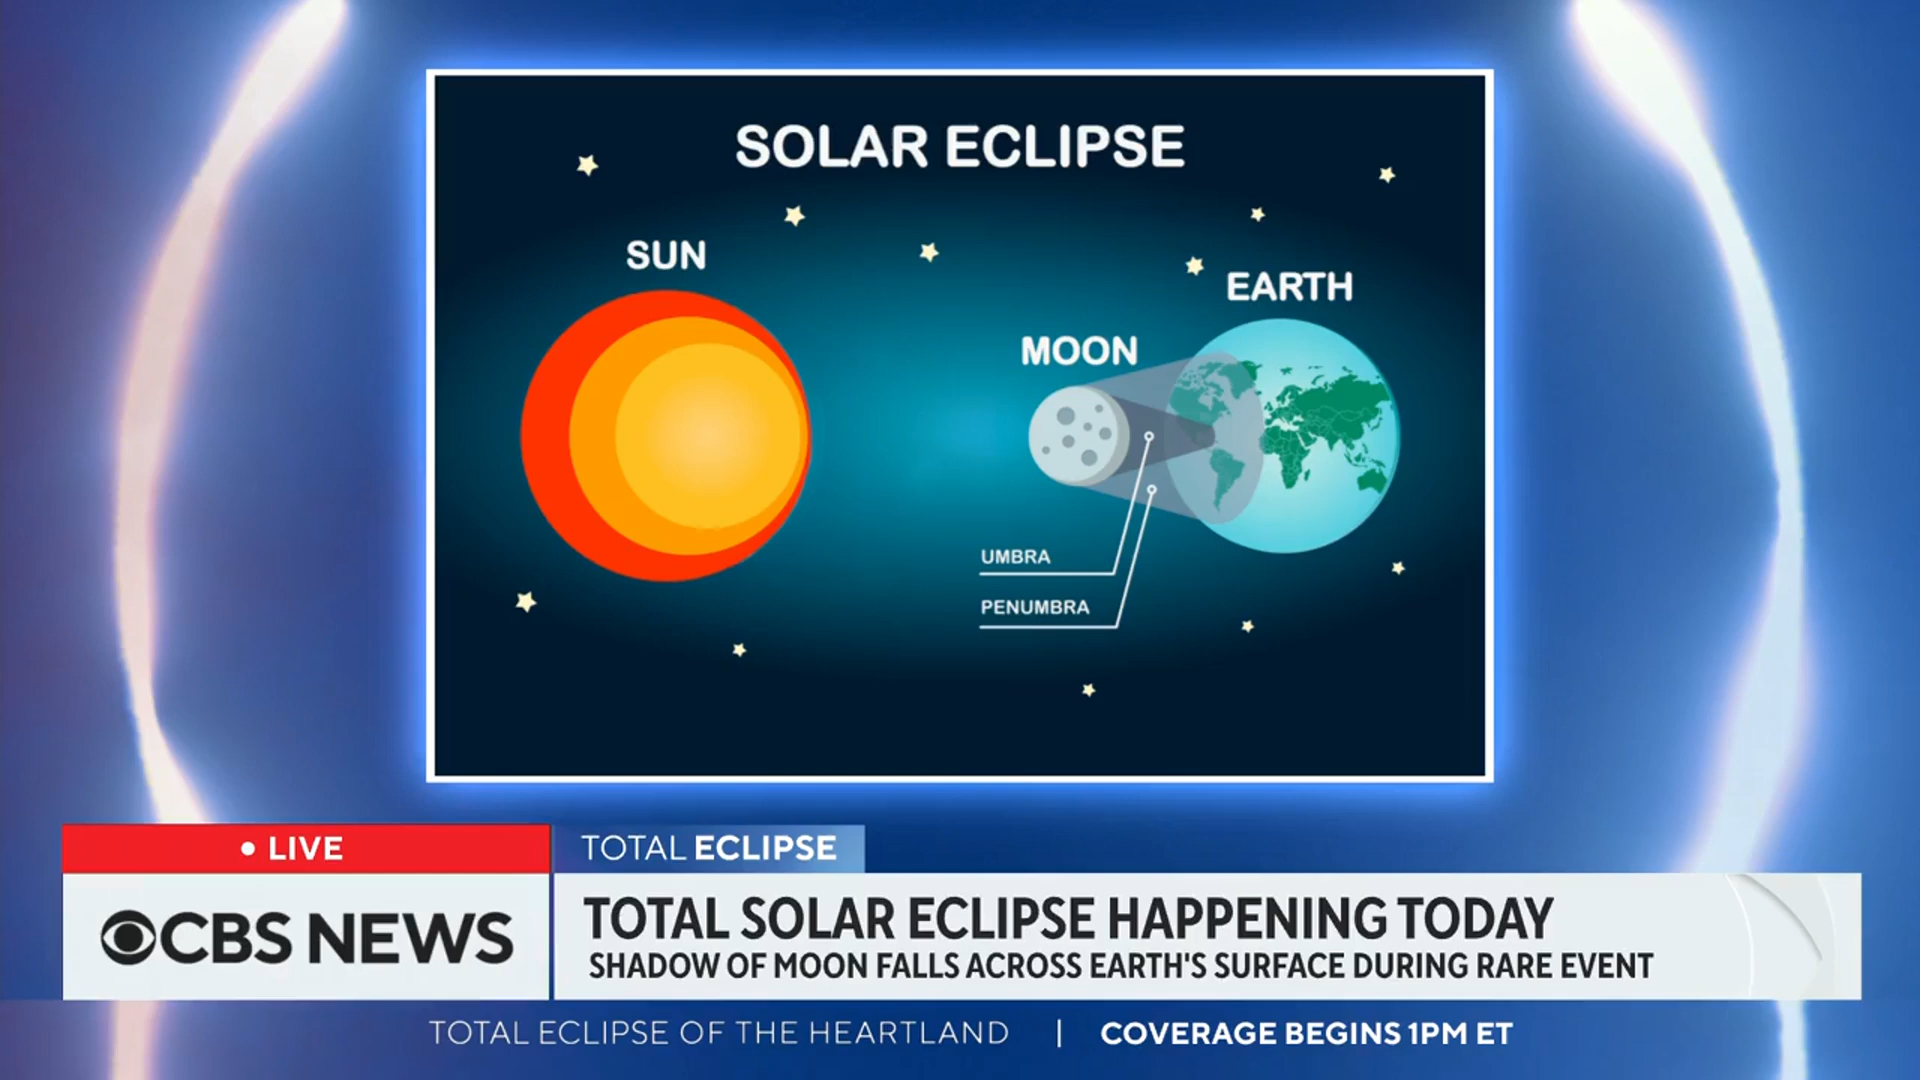 SOLAR ECLIPSE
SUN
EARTH
MOON
UMBRA
PENUMBRA
LIVE
TOTAL ECLIPSE
CBS NEWS
TOTAL SOLAR ECLIPSE HAPPENING TODAY
SHADOW OF MOON FALLS ACROSS EARTH'S SURFACE DURING RARE EVENT
TOTAL ECLIPSE OF THE HEARTLAND | COVERAGE BEGINS 1PM ET